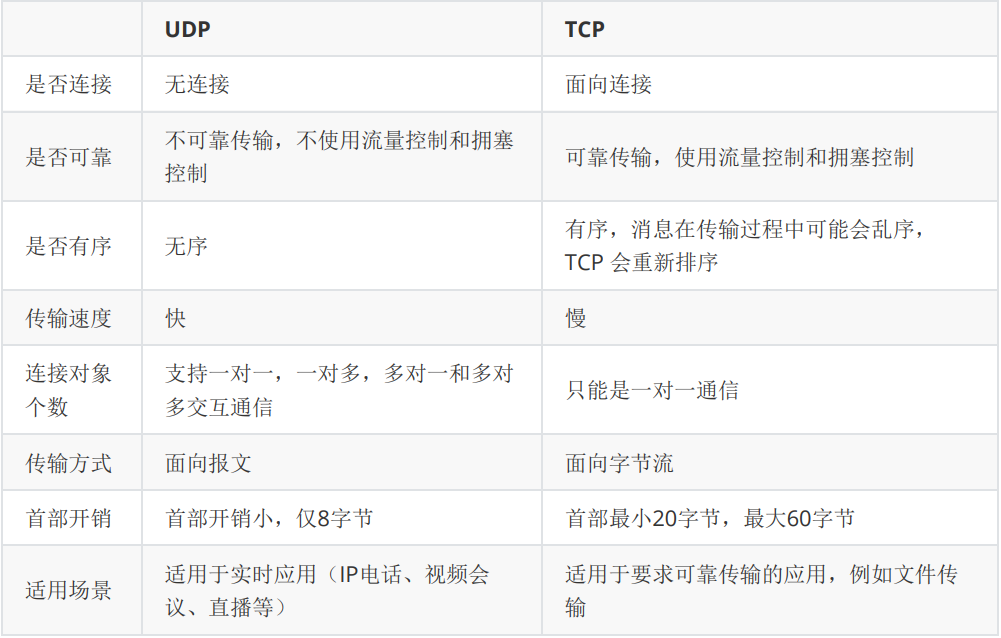 UDP
TCP
是否连接
无连接
面向连接
是否可靠
不可靠传输，不使用流量控制和拥塞
控制
可靠传输，使用流量控制和拥塞控制
是否有序
无序
有序，消息在传输过程中可能会乱序，
TCP 会重新排序
传输速度
快
慢
连接对象
个数
支持一对一，一对多，多对一和多对
多交互通信
只能是一对一通信
传输方式
面向报文
面向字节流
首部开销
首部开销小，仅8字节
首部最小20字节，最大60字节
适用场景
适用于实时应用（IP电话、视频会
议、直播等）
适用于要求可靠传输的应用，例如文件传
输